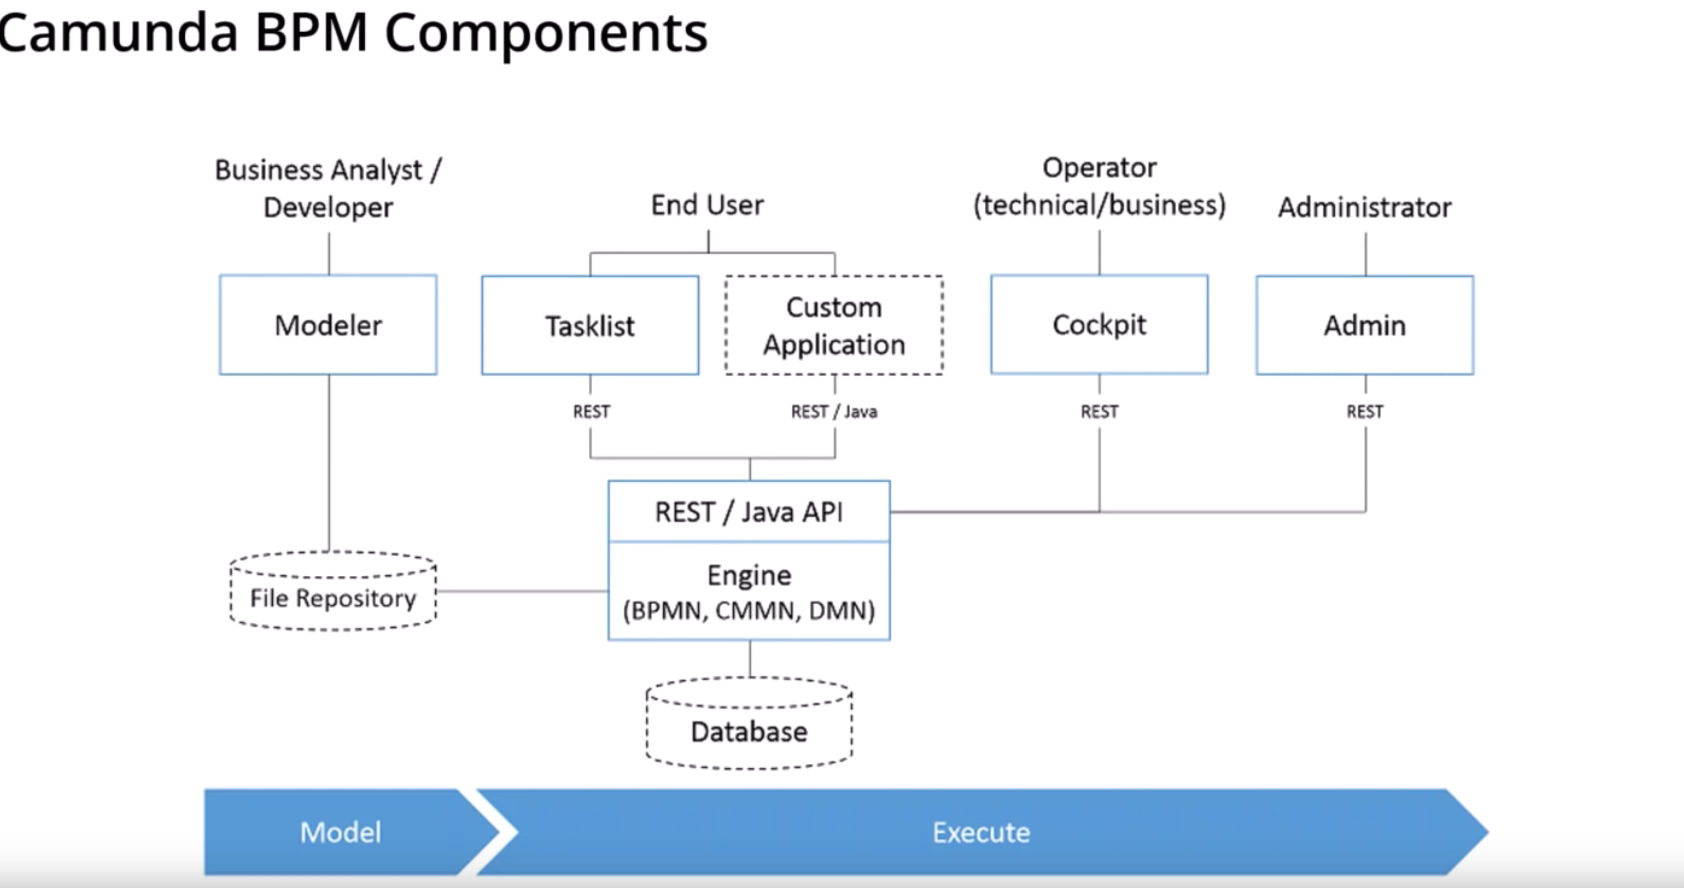 Camunda BPM Components
Business Analyst /
Developer
End User
Operator
(technical/business)
Administrator
Modeler
Tasklist
Custom
Application
Cockpit
Admin
REST
REST / Java
REST
REST
REST / Java API
Engine
(BPMN, CMMN, DMN)
File Repository
Database
Model
Execute